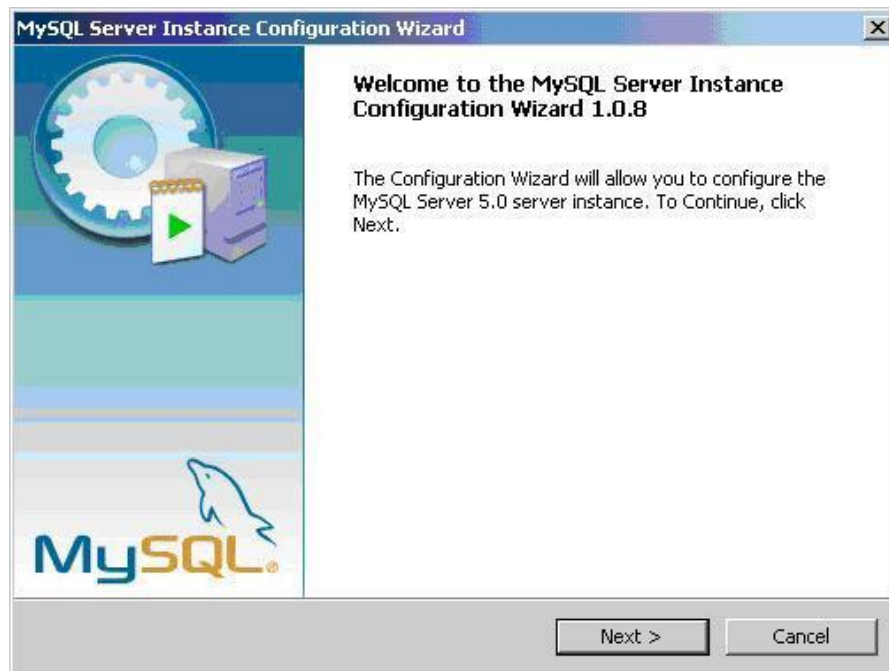 MySQL Server Instance Configuration Wizard
Welcome to the MySQL Server Instance
Configuration Wizard 1.0.8
The Configuration Wizard will allow you to configure the
MySQL Server 5.0 server instance. To Continue, click
Next.
MySQL®
Next >
Cancel